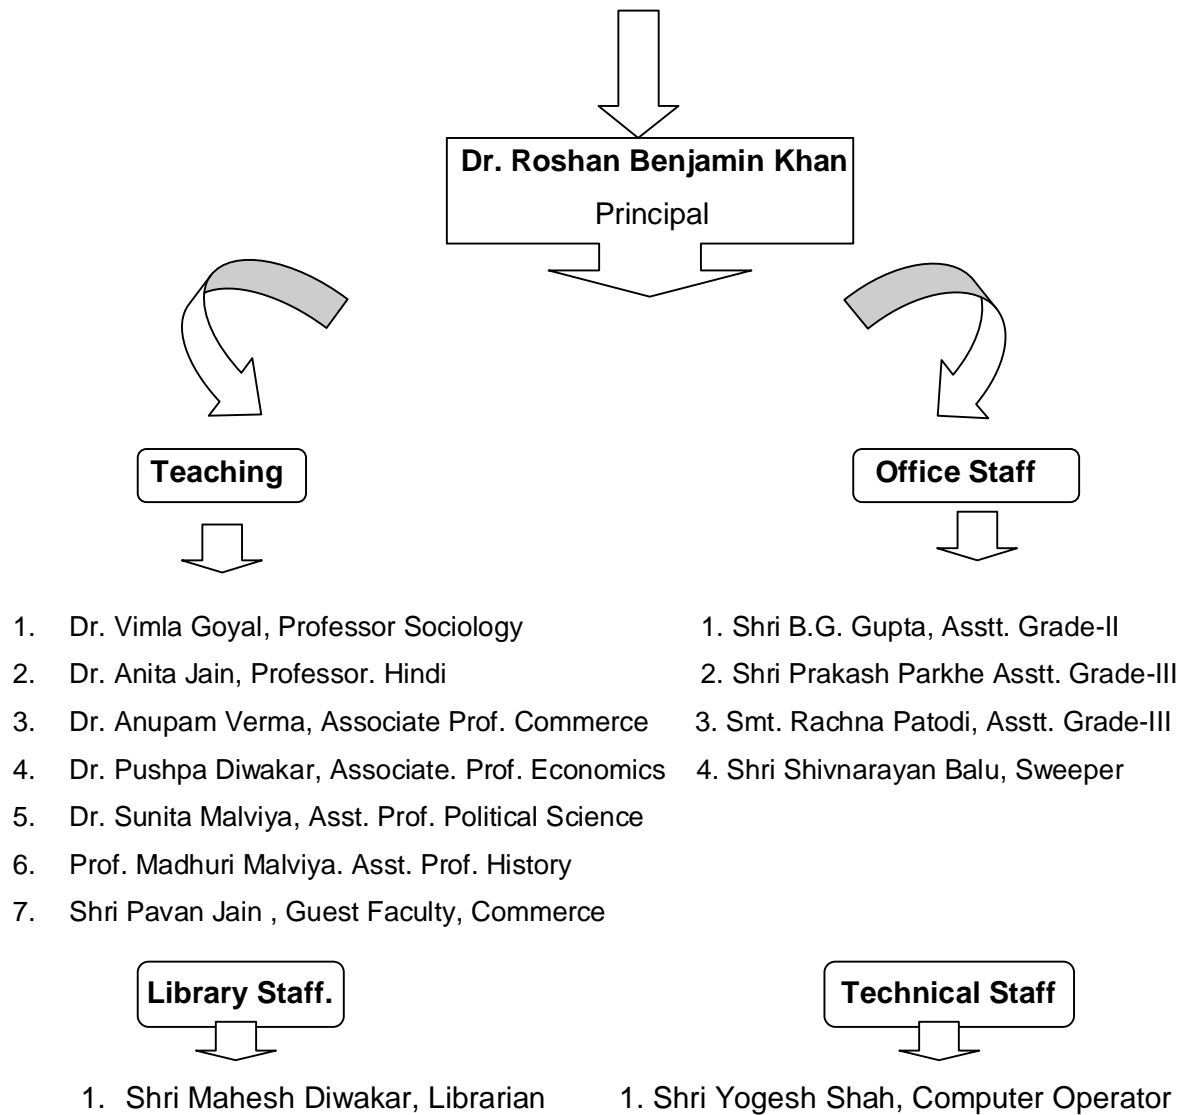 Dr. Roshan Benjamin Khan
Principal
Teaching
Office Staff
1. Dr. Vimla Goyal, Professor Sociology
2. Dr. Anita Jain, Professor. Hindi
3. Dr. Anupam Verma, Associate Prof. Commerce
4. Dr. Pushpa Diwakar, Associate. Prof. Economics
5. Dr. Sunita Malviya, Asst. Prof. Political Science
6. Prof. Madhuri Malviya. Asst. Prof. History
7. Shri Pavan Jain , Guest Faculty, Commerce
1. Shri B.G. Gupta, Asstt. Grade-II
2. Shri Prakash Parkhe Asstt. Grade-III
3. Smt. Rachna Patodi, Asstt. Grade-III
4. Shri Shivnarayan Balu, Sweeper
Library Staff.
1. Shri Mahesh Diwakar, Librarian
Technical Staff
1. Shri Yogesh Shah, Computer Operator